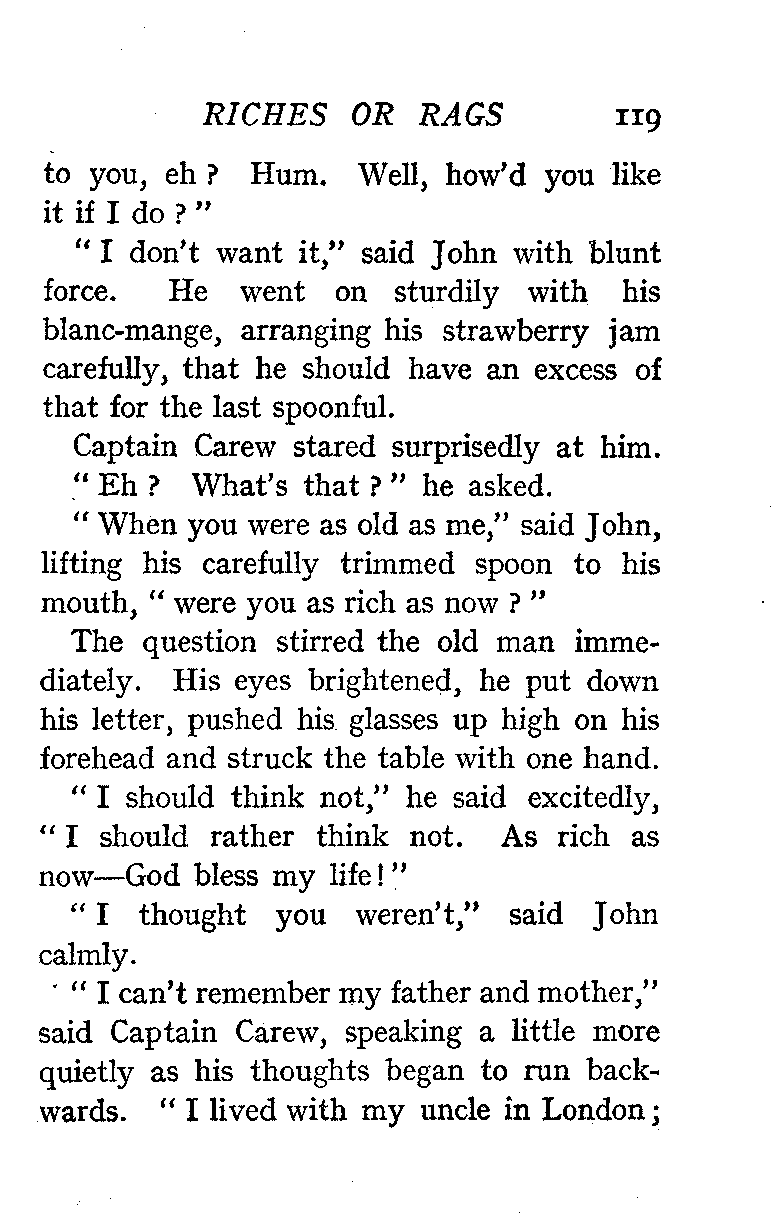 RICHES OR RAGS 119
to you, eh ? Hum. Well, how'd you like
it if I do ? "
" I don't want it," said John with blunt
force. He went on sturdily with his
blanc-mange, arranging his strawberry jam
carefully, that he should have an excess of
that for the last spoonful.
Captain Carew stared surprisedly at him.
" Eh ? What's that ? " he asked.
" When you were as old as me," said John,
lifting his carefully trimmed spoon to his
mouth, " were you as rich as now ? "
The question stirred the old man imme-
diately. His eyes brightened, he put down
his letter, pushed his glasses up high on his
forehead and struck the table with one hand.
" I should think not," he said excitedly,
" I should rather think not. As rich as
now—God bless my life! "
" I thought you weren't," said John
calmly.
" I can't remember my father and mother,"
said Captain Carew, speaking a little more
quietly as his thoughts began to run back-
wards. " I lived with my uncle in London ;